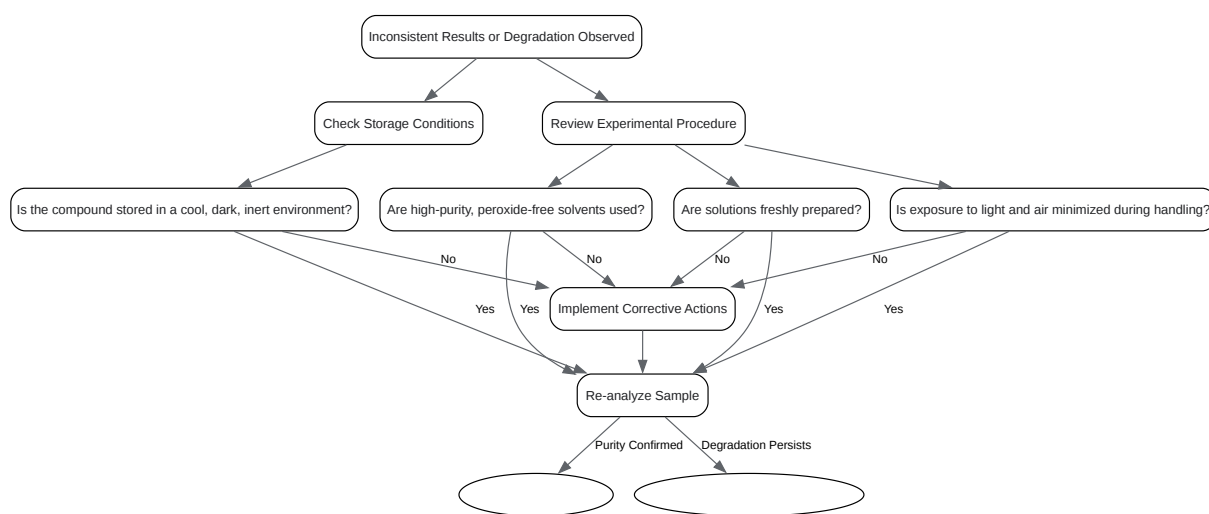 Inconsistent Results or Degradation Observed
Check Storage Conditions
Review Experimental Procedure
Is the compound stored in a cool, dark, inert environment?
Are high-purity, peroxide-free solvents used?
Are solutions freshly prepared?
Is exposure to light and air minimized during handling?
No
No
No
No
Yes
Yes
Implement Corrective Actions
Yes
Yes
Re-analyze Sample
Purity Confirmed
Degradation Persists